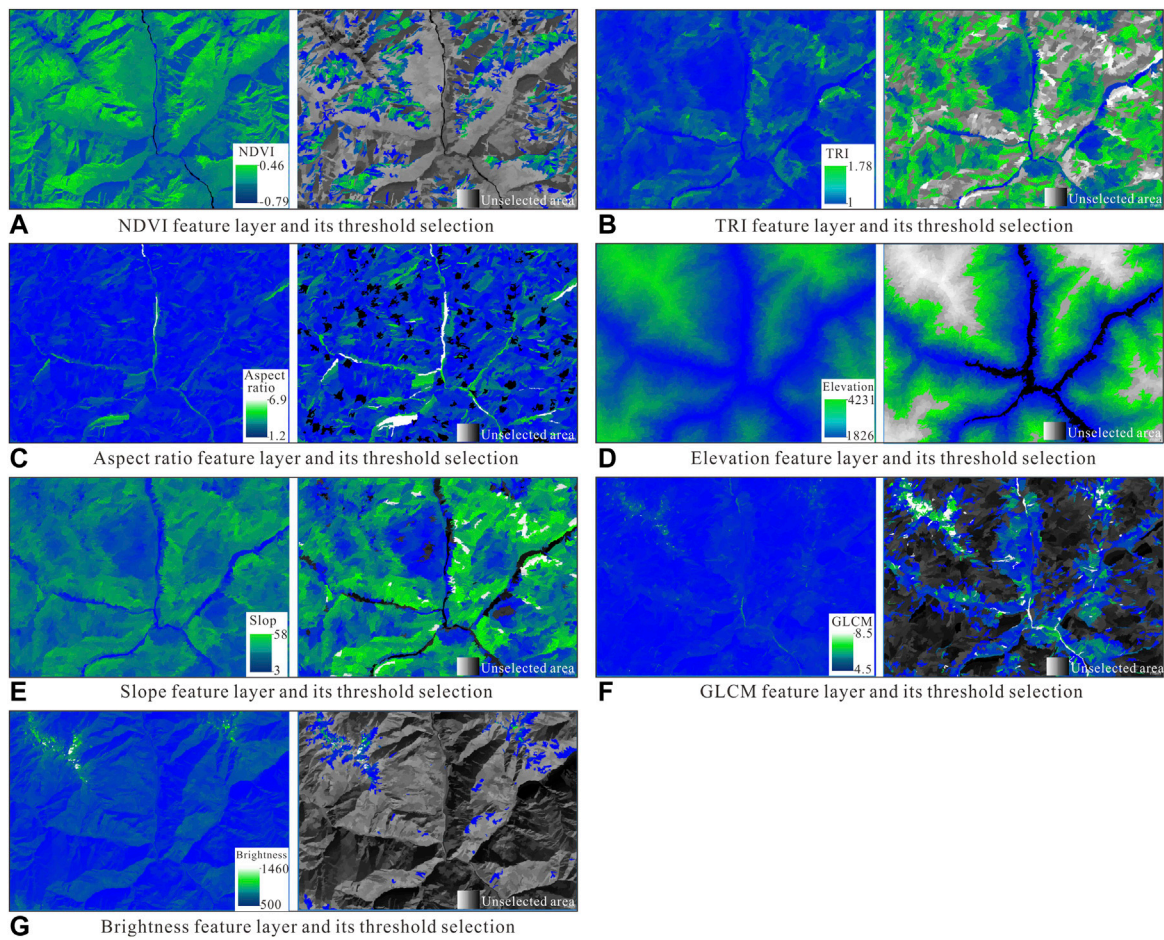 NDVI
0.46
-0.79
Unselected area
A
NDVI feature layer and its threshold selection
TRI
1.78
1
Unselected area
B
TRI feature layer and its threshold selection
Aspect
ratio
6.9
1.2
Unselected area
C
Aspect ratio feature layer and its threshold selection
Elevation
4231
1826
Unselected area
D
Elevation feature layer and its threshold selection
Slop
58
3
Unselected area
E
Slope feature layer and its threshold selection
GLCM
8.5
4.5
Unselected area
F
GLCM feature layer and its threshold selection
Brightness
1460
500
Unselected area
G
Brightness feature layer and its threshold selection